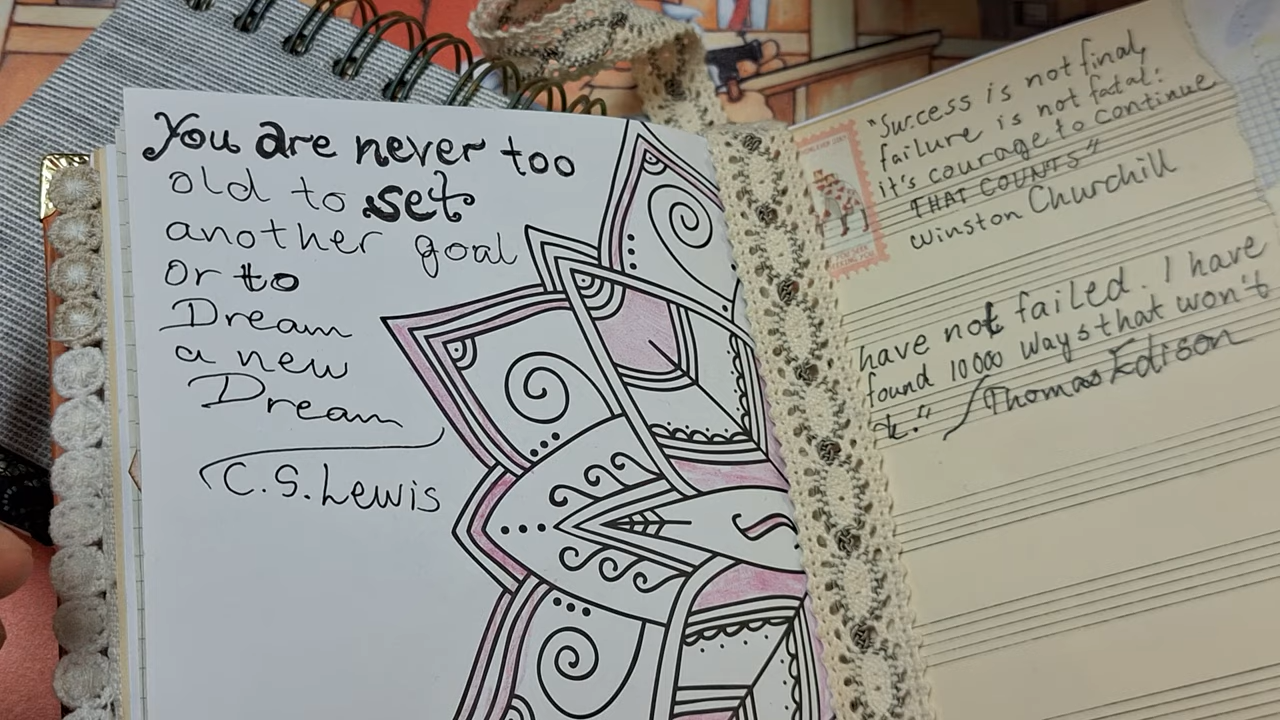 You are never too
old to set
another goal
or to
Dream
a new
Dream
C.S. Lewis
"Success is not final,
failure is not fatal:
it's courage to continue
THAT COUNTS"
Winston Churchill
have not failed. I have
found 10000 ways that won't
Thomas Edison